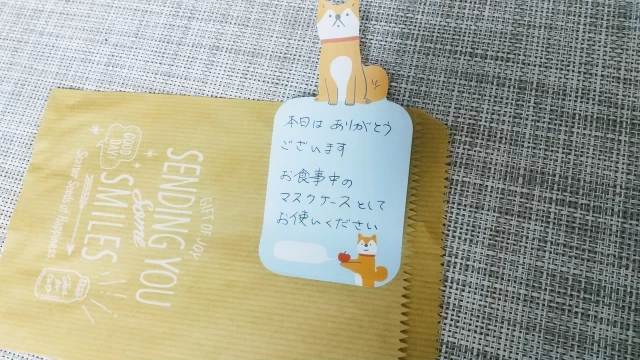 本日は ありがとう
ございます
お食事中の
マスクケースとして
お使いください
GIFT OF JOY
SENDING YOU
Some
SMILES
GOOD
DAY